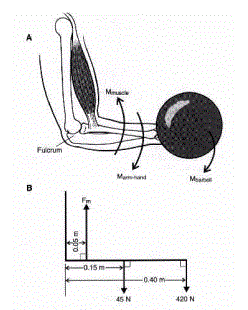 A
Mmuscle
Fulcrum
Marm-hand
Mbarbell
B
Fm
0.05 m
0.15 m
0.40 m
45 N
420 N